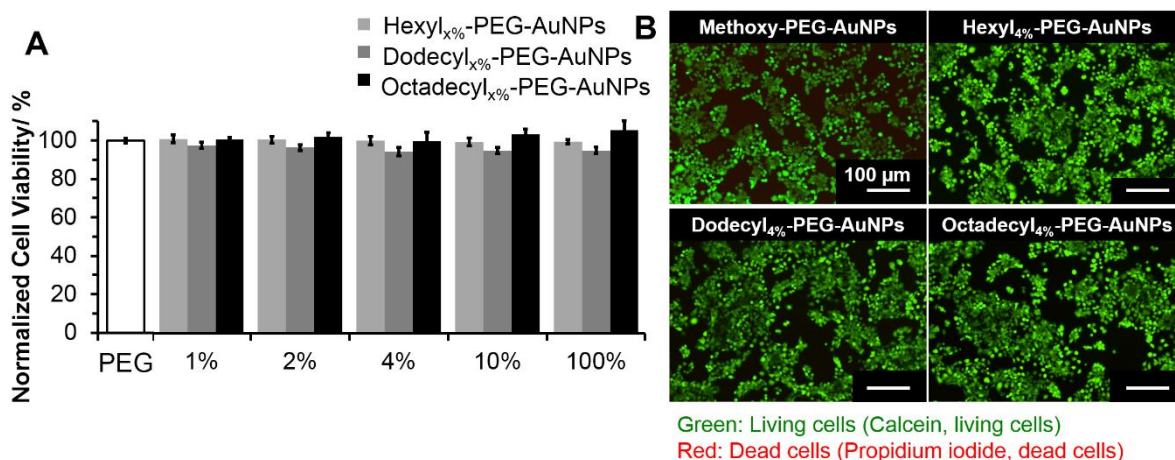 A
Hexylx%-PEG-AuNPs
Dodecylx%-PEG-AuNPs
Octadecylx%-PEG-AuNPs
Normalized Cell Viability/ %
120
100
80
60
40
20
0
PEG 1% 2% 4% 10% 100%
B
Methoxy-PEG-AuNPs
Hexyl4%-PEG-AuNPs
100 µm
Dodecyl4%-PEG-AuNPs
Octadecyl4%-PEG-AuNPs
Green: Living cells (Calcein, living cells)
Red: Dead cells (Propidium iodide, dead cells)